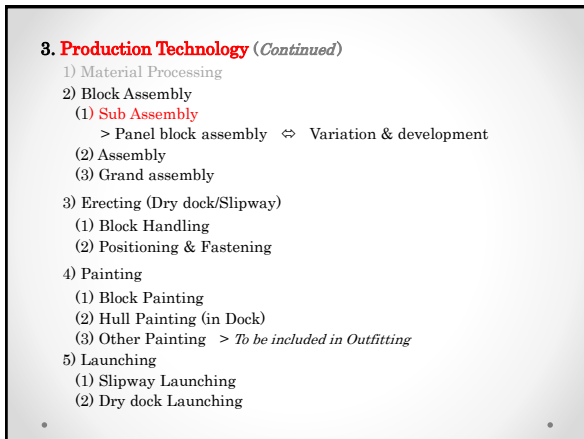 3. Production Technology (Continued)
1) Material Processing
2) Block Assembly
(1) Sub Assembly
> Panel block assembly ⇔ Variation & development
(2) Assembly
(3) Grand assembly
3) Erecting (Dry dock/Slipway)
(1) Block Handling
(2) Positioning & Fastening
4) Painting
(1) Block Painting
(2) Hull Painting (in Dock)
(3) Other Painting > To be included in Outfitting
5) Launching
(1) Slipway Launching
(2) Dry dock Launching